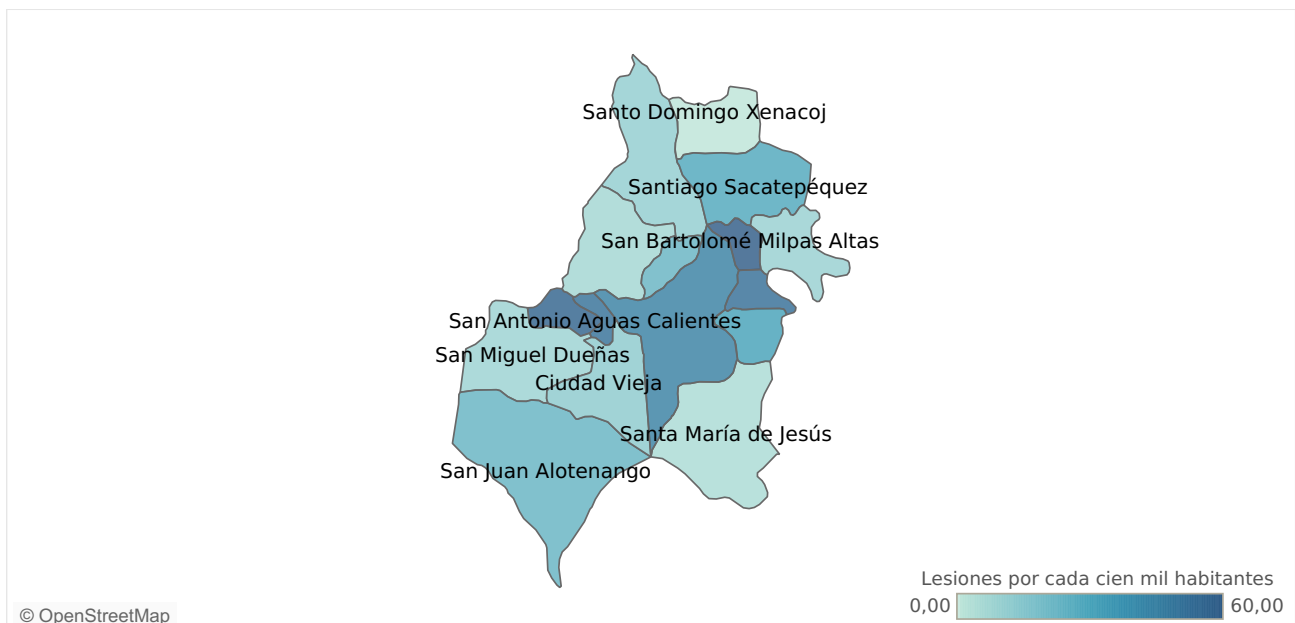 Santo Domingo Xenacoj
Santiago Sacatepéquez
San Bartolomé Milpas Altas
San Antonio Aguas Calientes
San Miguel Dueñas
Ciudad Vieja
Santa María de Jesús
San Juan Alotenango
Lesiones por cada cien mil habitantes
0,00 60,00
© OpenStreetMap